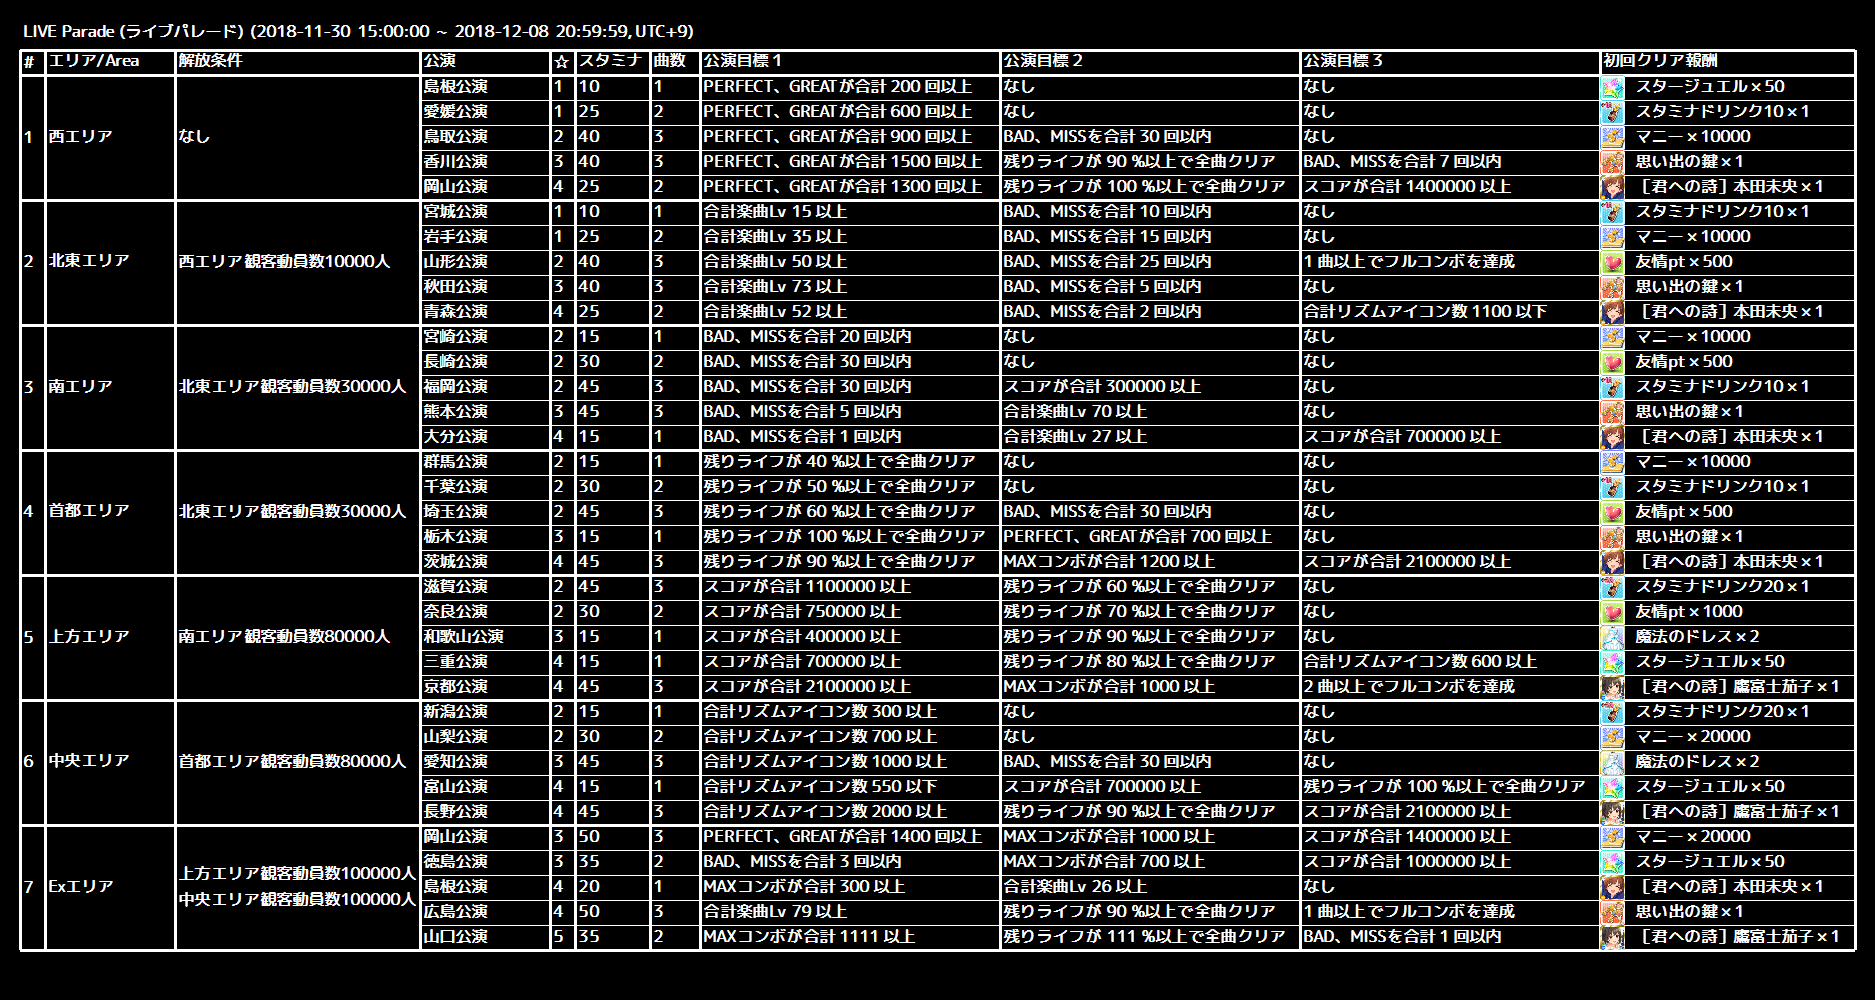 LIVE Parade (ライブパレード) (2018-11-30 15:00:00 ~ 2018-12-08 20:59:59, UTC+9)
# エリア/Area 解放条件 公演 ☆ スタミナ 曲数 公演目標1 公演目標2 公演目標3 初回クリア報酬
1 西エリア なし
島根公演 1 10 1 PERFECT、GREATが合計 200 回以上 なし なし スタージュエル×50
愛媛公演 1 25 2 PERFECT、GREATが合計 600 回以上 なし なし スタミナドリンク10×1
鳥取公演 2 40 3 PERFECT、GREATが合計 900 回以上 BAD、MISSを合計 30 回以内 なし マニー×10000
香川公演 3 40 3 PERFECT、GREATが合計 1500 回以上 残りライフが 90 %以上で全曲クリア BAD、MISSを合計 7 回以内 思い出の鍵×1
岡山公演 4 25 2 PERFECT、GREATが合計 1300 回以上 残りライフが 100 %以上で全曲クリア スコアが合計 1400000 以上 [君への詩]本田未央×1
2 北東エリア 西エリア観客動員数10000人
宮城公演 1 10 1 合計楽曲Lv 15 以上 BAD、MISSを合計 10 回以内 なし スタミナドリンク10×1
岩手公演 1 25 2 合計楽曲Lv 35 以上 BAD、MISSを合計 15 回以内 なし マニー×10000
山形公演 2 40 3 合計楽曲Lv 50 以上 BAD、MISSを合計 25 回以内 1 曲以上でフルコンボを達成 友情pt×500
秋田公演 3 40 3 合計楽曲Lv 73 以上 BAD、MISSを合計 5 回以内 なし 思い出の鍵×1
青森公演 4 25 2 合計楽曲Lv 52 以上 BAD、MISSを合計 2 回以内 合計リズムアイコン数 1100 以下 [君への詩]本田未央×1
3 南エリア 北東エリア観客動員数30000人
宮崎公演 2 15 1 BAD、MISSを合計 20 回以内 なし なし マニー×10000
長崎公演 2 30 2 BAD、MISSを合計 30 回以内 なし なし 友情pt×500
福岡公演 2 45 3 BAD、MISSを合計 30 回以内 スコアが合計 300000 以上 なし スタミナドリンク10×1
熊本公演 3 45 3 BAD、MISSを合計 5 回以内 合計楽曲Lv 70 以上 なし 思い出の鍵×1
大分公演 4 15 1 BAD、MISSを合計 1 回以内 合計楽曲Lv 27 以上 スコアが合計 700000 以上 [君への詩]本田未央×1
4 首都エリア 北東エリア観客動員数30000人
群馬公演 2 15 1 残りライフが 40 %以上で全曲クリア なし なし マニー×10000
千葉公演 2 30 2 残りライフが 50 %以上で全曲クリア なし なし スタミナドリンク10×1
埼玉公演 2 45 3 残りライフが 60 %以上で全曲クリア BAD、MISSを合計 30 回以内 なし 友情pt×500
栃木公演 3 15 1 残りライフが 100 %以上で全曲クリア PERFECT、GREATが合計 700 回以上 なし 思い出の鍵×1
茨城公演 4 45 3 残りライフが 90 %以上で全曲クリア MAXコンボが合計 1200 以上 スコアが合計 2100000 以上 [君への詩]本田未央×1
5 上方エリア 南エリア観客動員数80000人
滋賀公演 2 45 3 スコアが合計 1100000 以上 残りライフが 60 %以上で全曲クリア なし スタミナドリンク20×1
奈良公演 2 30 2 スコアが合計 750000 以上 残りライフが 70 %以上で全曲クリア なし 友情pt×1000
和歌山公演 3 15 1 スコアが合計 400000 以上 残りライフが 90 %以上で全曲クリア なし 魔法のドレス×2
三重公演 4 15 1 スコアが合計 700000 以上 残りライフが 80 %以上で全曲クリア 合計リズムアイコン数 600 以上 スタージュエル×50
京都公演 4 45 3 スコアが合計 2100000 以上 MAXコンボが合計 1000 以上 2 曲以上でフルコンボを達成 [君への詩]鷹富士茄子×1
6 中央エリア 首都エリア観客動員数80000人
新潟公演 2 15 1 合計リズムアイコン数 300 以上 なし なし スタミナドリンク20×1
山梨公演 2 30 2 合計リズムアイコン数 700 以上 なし なし マニー×20000
愛知公演 3 45 3 合計リズムアイコン数 1000 以上 BAD、MISSを合計 30 回以内 なし 魔法のドレス×2
富山公演 4 15 1 合計リズムアイコン数 550 以下 スコアが合計 700000 以上 残りライフが 100 %以上で全曲クリア スタージュエル×50
長野公演 4 45 3 合計リズムアイコン数 2000 以上 残りライフが 90 %以上で全曲クリア スコアが合計 2100000 以上 [君への詩]鷹富士茄子×1
7 Exエリア 上方エリア観客動員数100000人
中央エリア観客動員数100000人
岡山公演 3 50 3 PERFECT、GREATが合計 1400 回以上 MAXコンボが合計 1000 以上 スコアが合計 1400000 以上 マニー×20000
徳島公演 3 35 2 BAD、MISSを合計 3 回以内 MAXコンボが合計 700 以上 スコアが合計 1000000 以上 スタージュエル×50
島根公演 4 20 1 MAXコンボが合計 300 以上 合計楽曲Lv 26 以上 なし [君への詩]本田未央×1
広島公演 4 50 3 合計楽曲Lv 79 以上 残りライフが 90 %以上で全曲クリア 1 曲以上でフルコンボを達成 思い出の鍵×1
山口公演 5 35 2 MAXコンボが合計 1111 以上 残りライフが 111 %以上で全曲クリア BAD、MISSを合計 1 回以内 [君への詩]鷹富士茄子×1